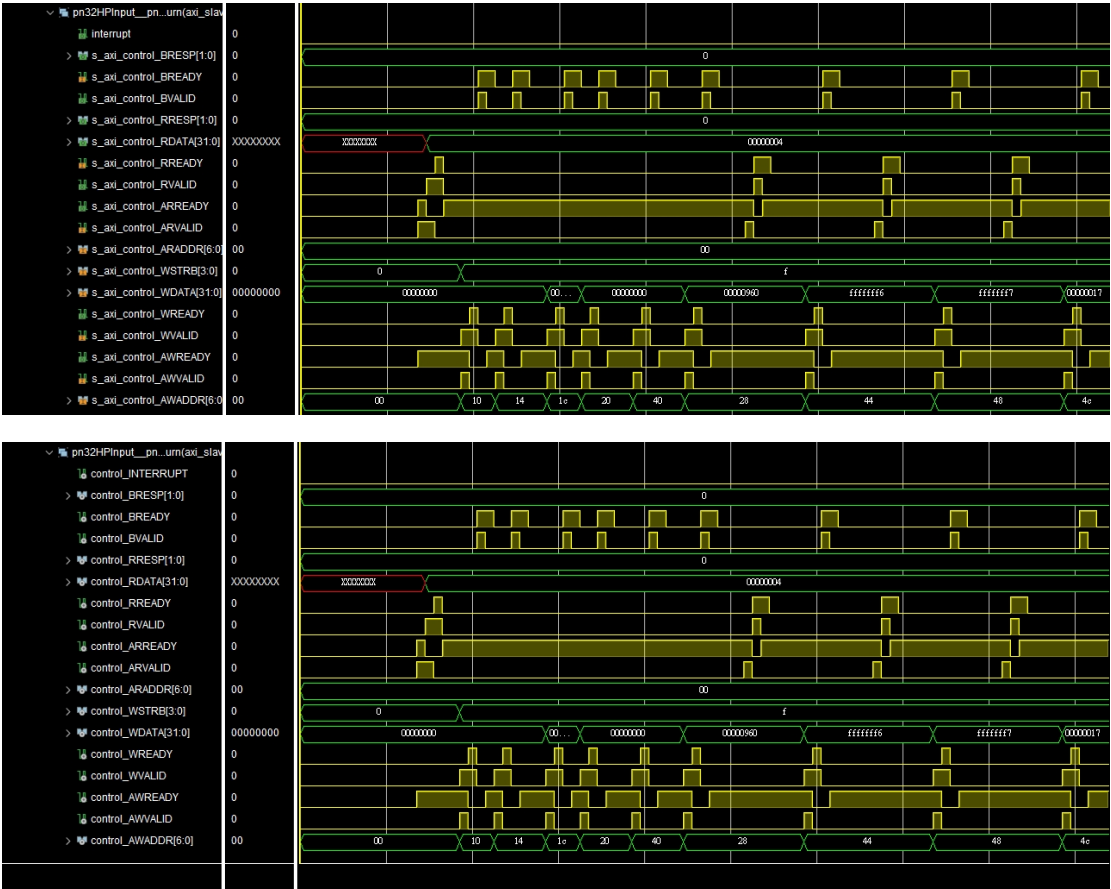 pn32HPInput__pn...urn(axi_slav
interrupt 0
s_axi_control_BRESP[1:0] 0 0
s_axi_control_BREADY 0
s_axi_control_BVALID 0
s_axi_control_RRESP[1:0] 0 0
s_axi_control_RDATA[31:0] XXXXXXXX XXXXXXXX 00000004
s_axi_control_RREADY 0
s_axi_control_RVALID 0
s_axi_control_ARREADY 0
s_axi_control_ARVALID 0
s_axi_control_ARADDR[6:0] 00 00
s_axi_control_WSTRB[3:0] 0 0 f
s_axi_control_WDATA[31:0] 00000000 00000000 00... 00000000 00000960 fffffff6 fffffff7 00000017
s_axi_control_WREADY 0
s_axi_control_WVALID 0
s_axi_control_AWREADY 0
s_axi_control_AWVALID 0
s_axi_control_AWADDR[6:0 00 00 10 14 1c 20 40 28 44 48 4c
pn32HPInput__pn...urn(axi_slav
control_INTERRUPT 0
control_BRESP[1:0] 0 0
control_BREADY 0
control_BVALID 0
control_RRESP[1:0] 0 0
control_RDATA[31:0] XXXXXXXX XXXXXXXX 00000004
control_RREADY 0
control_RVALID 0
control_ARREADY 0
control_ARVALID 0
control_ARADDR[6:0] 00 00
control_WSTRB[3:0] 0 0 f
control_WDATA[31:0] 00000000 00000000 00... 00000000 00000960 fffffff6 fffffff7 00000017
control_WREADY 0
control_WVALID 0
control_AWREADY 0
control_AWVALID 0
control_AWADDR[6:0] 00 00 10 14 1c 20 40 28 44 48 4c